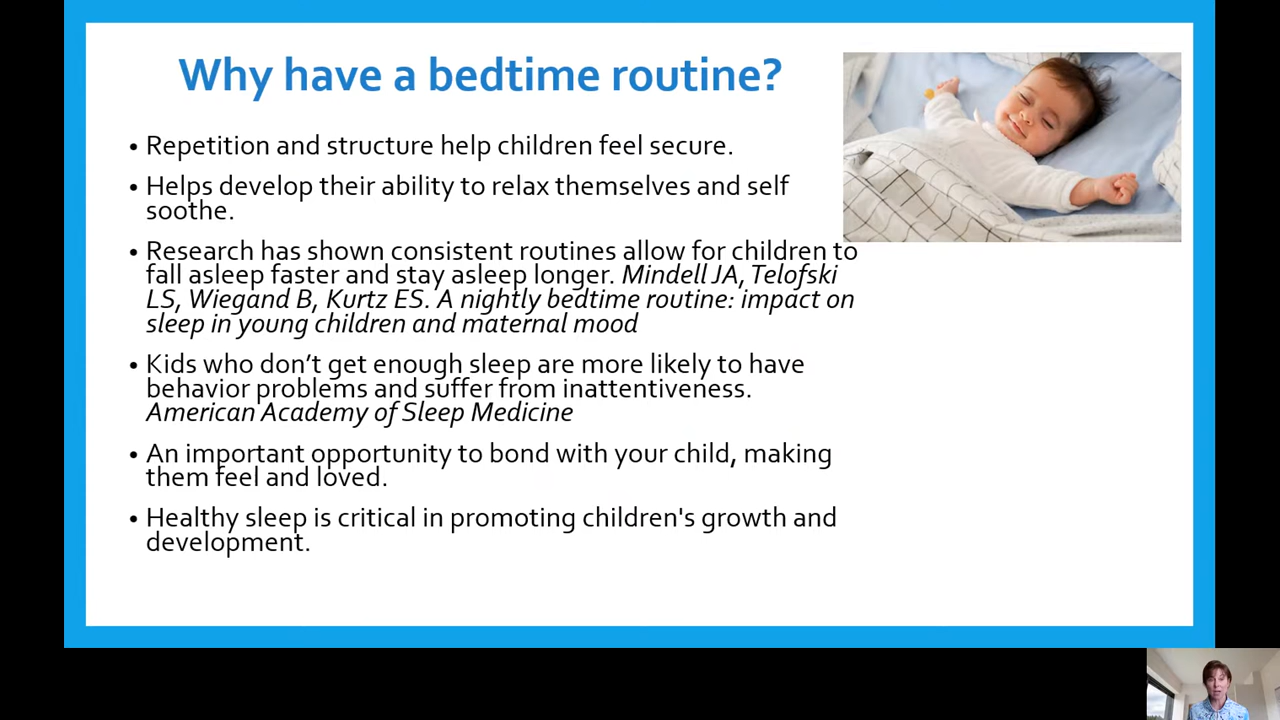 Why have a bedtime routine?
• Repetition and structure help children feel secure.
• Helps develop their ability to relax themselves and self
soothe.
• Research has shown consistent routines allow for children to
fall asleep faster and stay asleep longer. Mindell JA, Telofski
LS, Wiegand B, Kurtz ES. A nightly bedtime routine: impact on
sleep in young children and maternal mood
• Kids who don’t get enough sleep are more likely to have
behavior problems and suffer from inattentiveness.
American Academy of Sleep Medicine
• An important opportunity to bond with your child, making
them feel and loved.
• Healthy sleep is critical in promoting children's growth and
development.